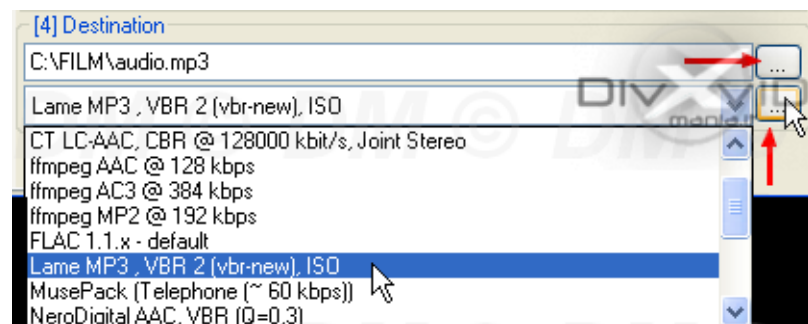 [4] Destination
C:\FILM\audio.mp3
...
Lame MP3 , VBR 2 (vbr-new), ISO
...
CT LC-AAC, CBR @ 128000 kbit/s, Joint Stereo
ffmpeg AAC @ 128 kbps
ffmpeg AC3 @ 384 kbps
ffmpeg MP2 @ 192 kbps
FLAC 1.1.x - default
Lame MP3 , VBR 2 (vbr-new), ISO
MusePack (Telephone (~ 60 kbps))
NeroDigital AAC, VBR (Q=0.3)